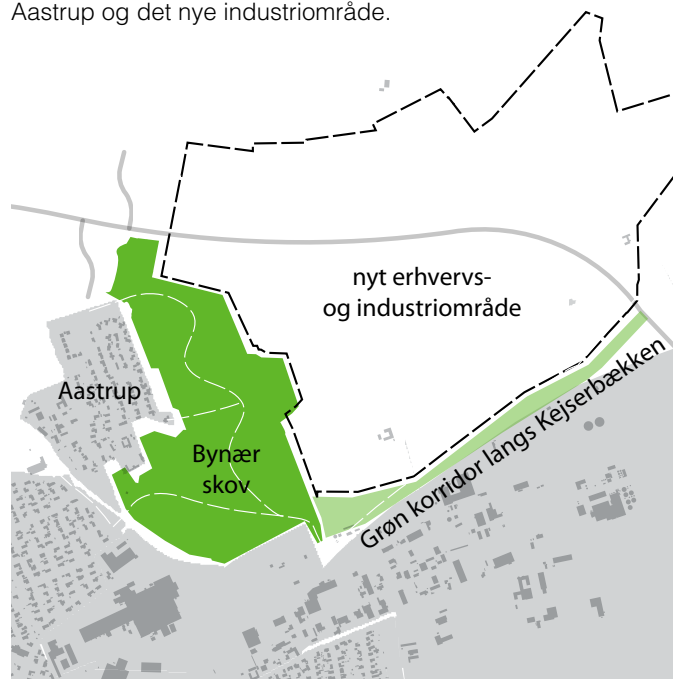 Aastrup og det nye industriområde.
nyt erhvervs-
og industriområde
Aastrup
Bynær
skov
Grøn korridor langs Kejserbækken